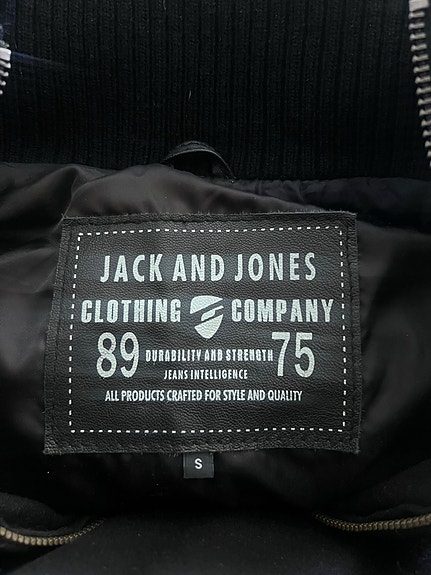 JACK AND JONES
CLOTHING COMPANY
89 DURABILITY AND STRENGTH 75
JEANS INTELLIGENCE
ALL PRODUCTS CRAFTED FOR STYLE AND QUALITY
S